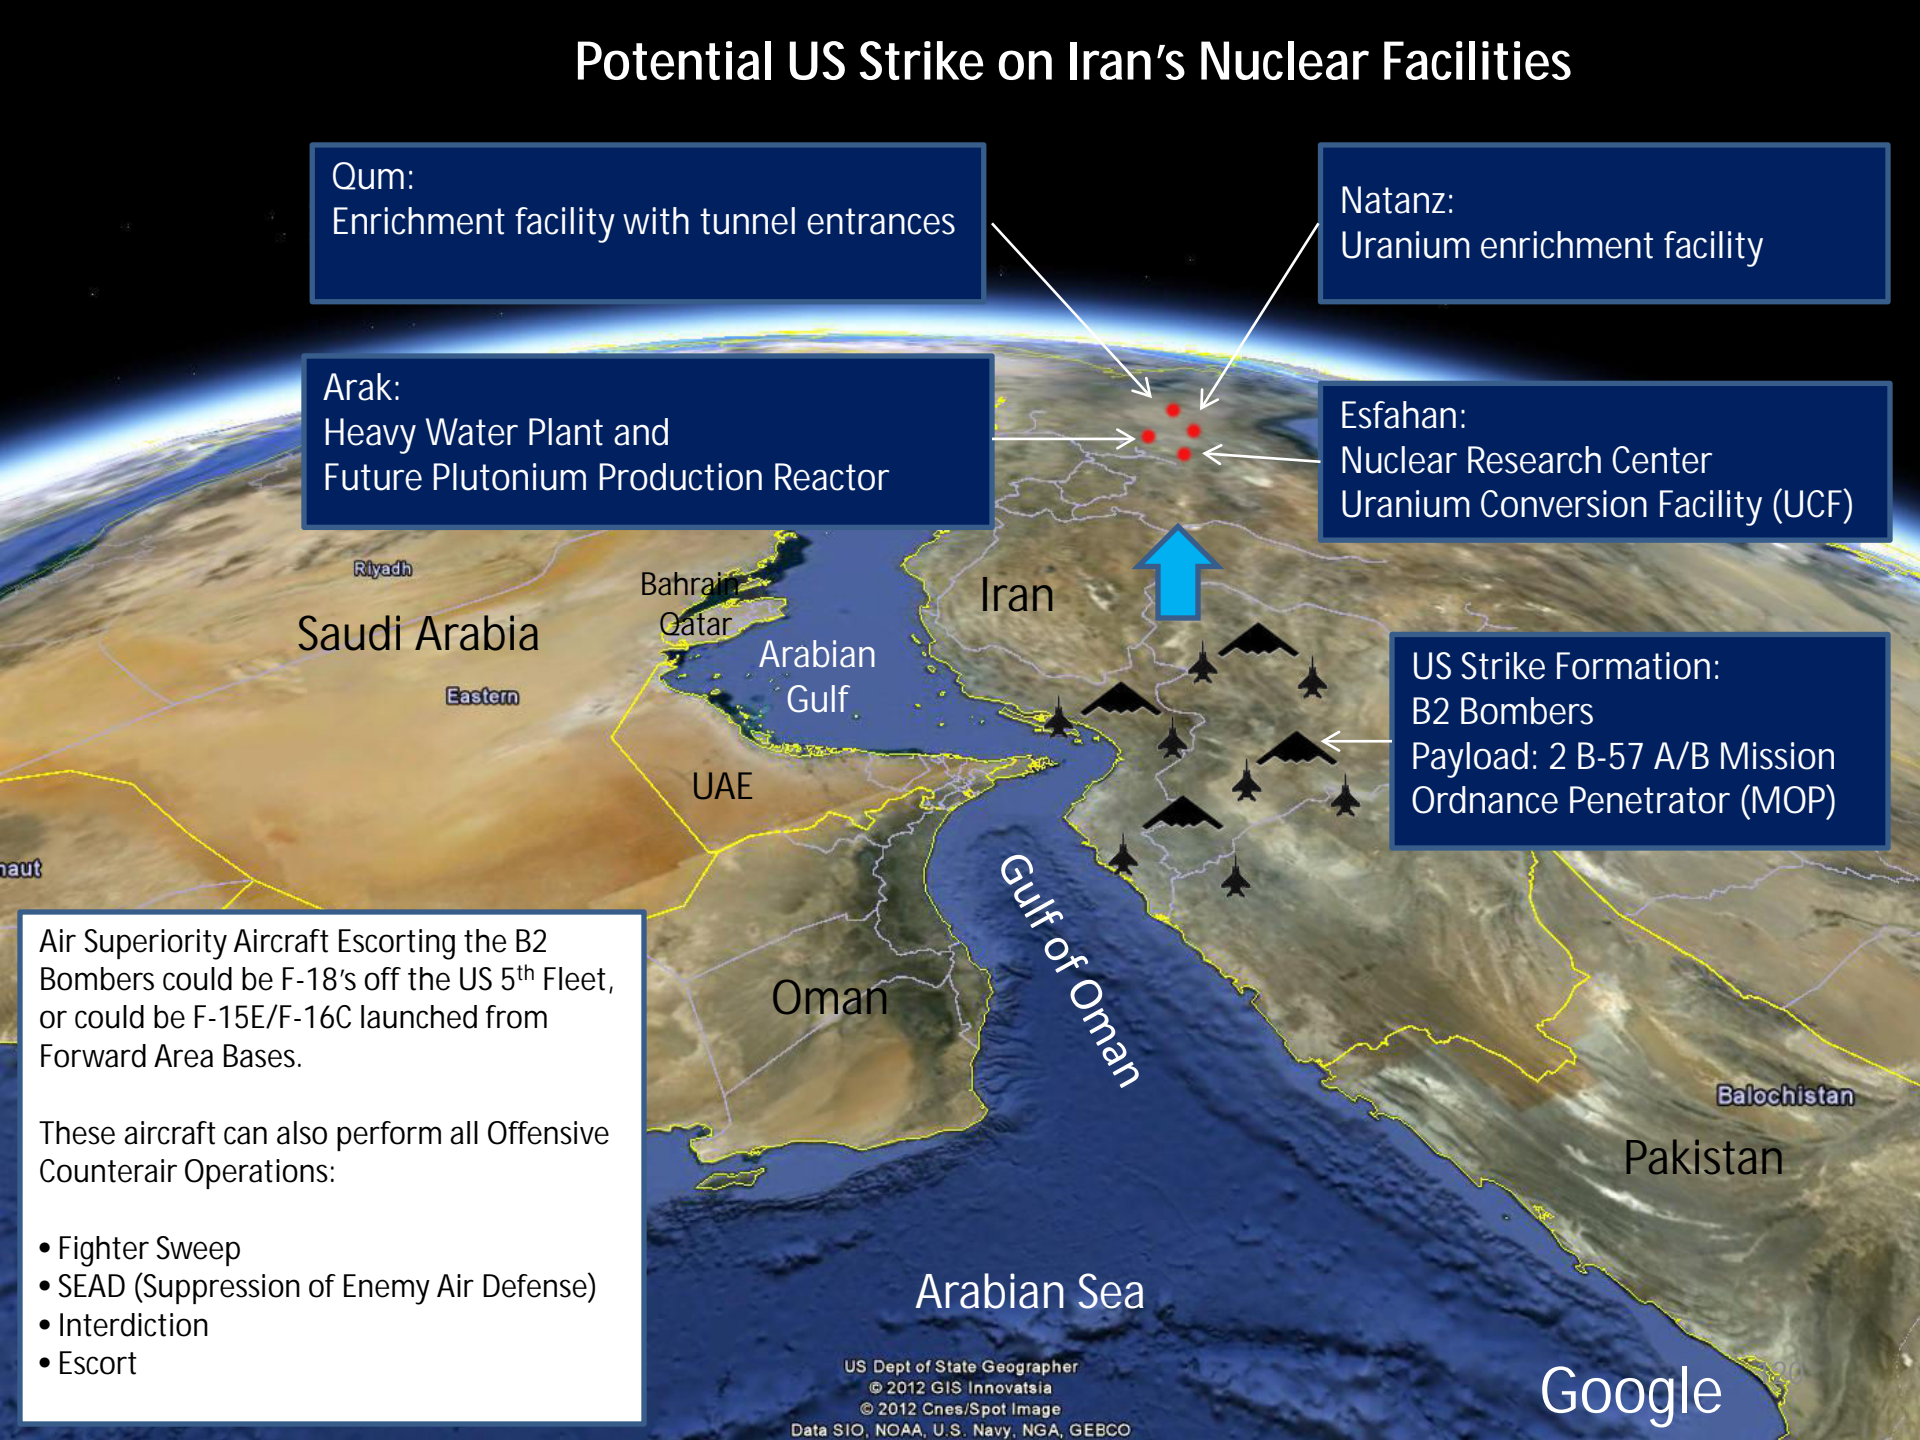 Potential US Strike on Iran's Nuclear Facilities
Qum:
Enrichment facility with tunnel entrances
Natanz:
Uranium enrichment facility
Arak:
Heavy Water Plant and
Future Plutonium Production Reactor
Esfahan:
Nuclear Research Center
Uranium Conversion Facility (UCF)
Riyadh
Saudi Arabia
Eastern
Bahrain
Qatar
Arabian
Gulf
Iran
UAE
US Strike Formation:
B2 Bombers
Payload: 2 B-57 A/B Mission
Ordnance Penetrator (MOP)
naut
Gulf of Oman
Oman
Air Superiority Aircraft Escorting the B2
Bombers could be F-18's off the US 5th Fleet,
or could be F-15E/F-16C launched from
Forward Area Bases.
These aircraft can also perform all Offensive
Counterair Operations:
• Fighter Sweep
• SEAD (Suppression of Enemy Air Defense)
• Interdiction
• Escort
Balochistan
Pakistan
Arabian Sea
US Dept of State Geographer
© 2012 GIS Innovatsia
© 2012 Cnes/Spot Image
Data SIO, NOAA, U.S. Navy, NGA, GEBCO
Google